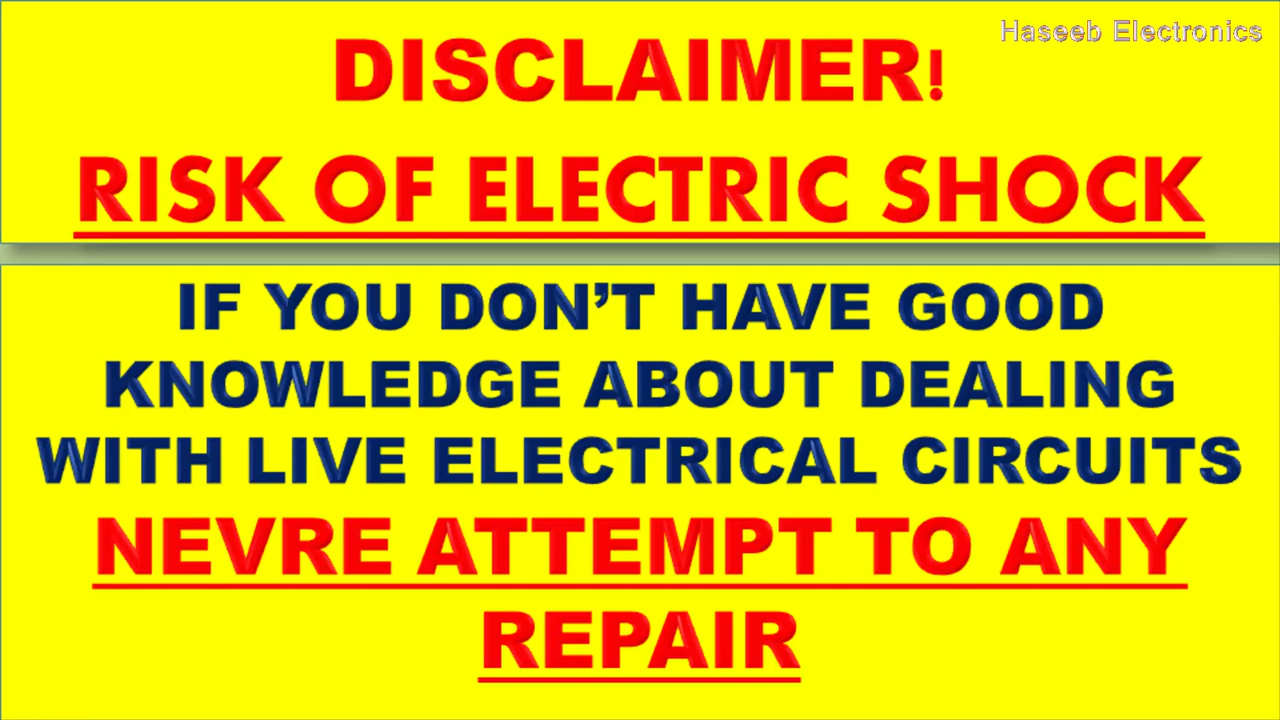 Haseeb Electronics
DISCLAIMER!
RISK OF ELECTRIC SHOCK
IF YOU DON’T HAVE GOOD
KNOWLEDGE ABOUT DEALING
WITH LIVE ELECTRICAL CIRCUITS
NEVRE ATTEMPT TO ANY
REPAIR